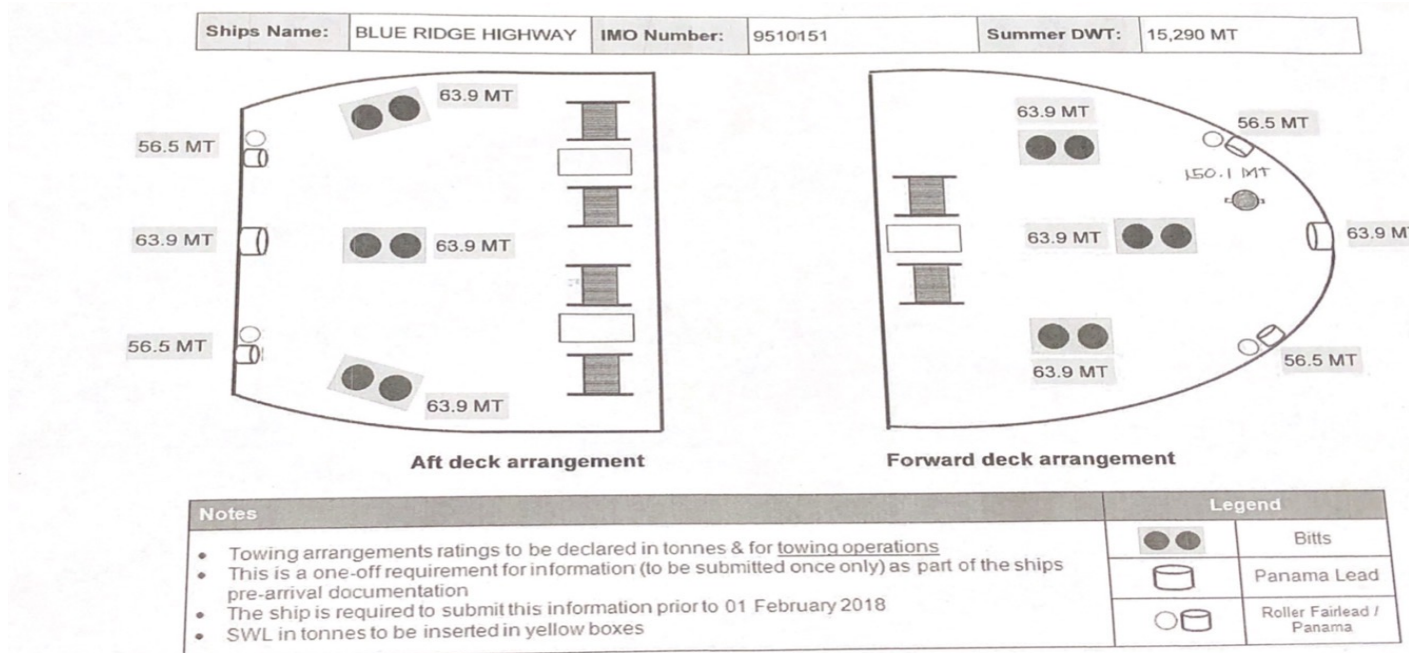 Ships Name: BLUE RIDGE HIGHWAY IMO Number: 9510151 Summer DWT: 15,290 MT
63.9 MT
56.5 MT
63.9 MT
63.9 MT
56.5 MT
63.9 MT
Aft deck arrangement
63.9 MT
56.5 MT
150.1 MT
63.9 MT
63.9 MT
63.9 MT
56.5 MT
Forward deck arrangement
Notes
• Towing arrangements ratings to be declared in tonnes & for towing operations
• This is a one-off requirement for information (to be submitted once only) as part of the ships
pre-arrival documentation
• The ship is required to submit this information prior to 01 February 2018
• SWL in tonnes to be inserted in yellow boxes
Legend
Bitts
Panama Lead
Roller Fairlead /
Panama